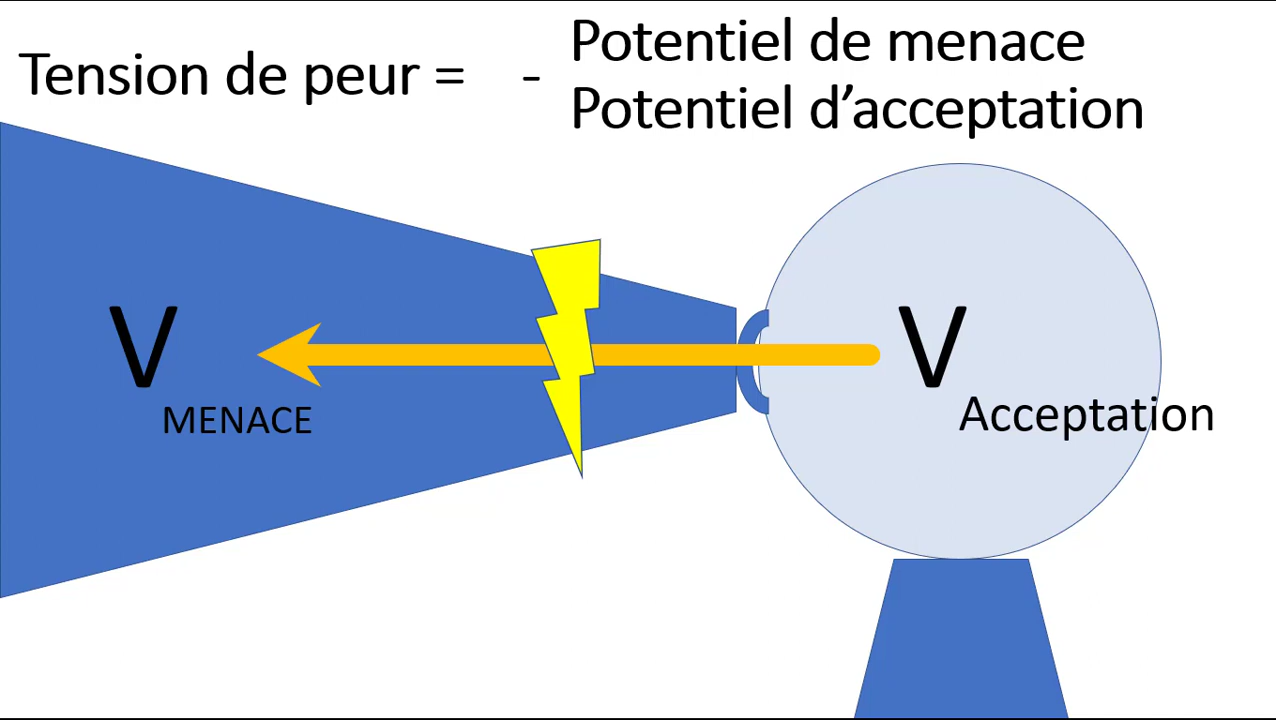 Tension de peur = - Potentiel de menace
Potentiel d’acceptation
V
MENACE
V
Acceptation